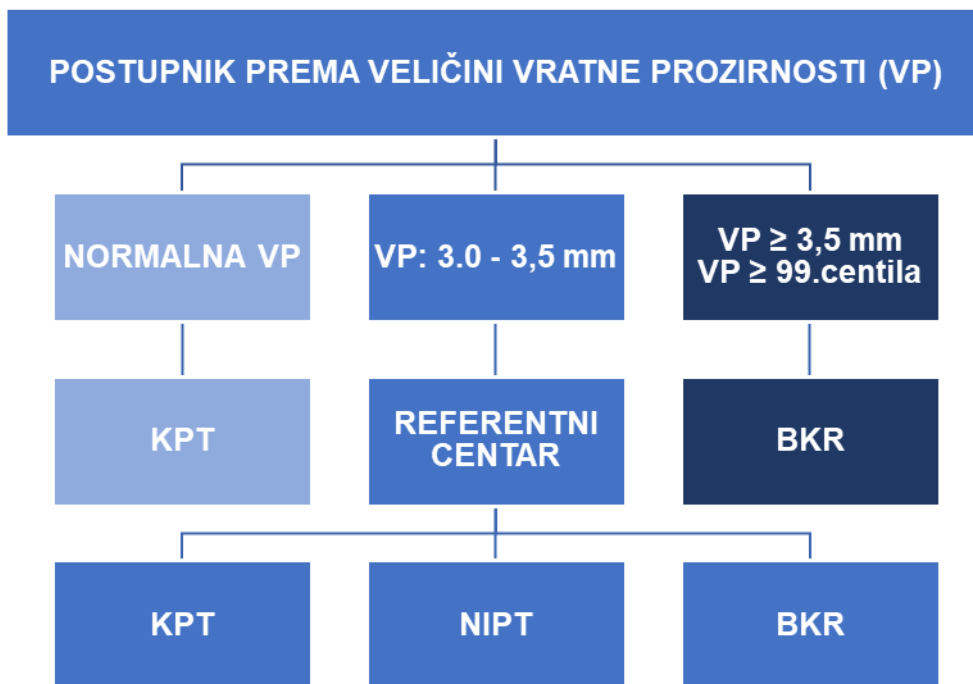 POSTUPNIK PREMA VELIČINI VRATNE PROZIRNOSTI (VP)
NORMALNA VP
VP: 3.0 - 3,5 mm
VP ≥ 3,5 mm
VP ≥ 99.centila
KPT
REFERENTNI
CENTAR
BKR
KPT
NIPT
BKR